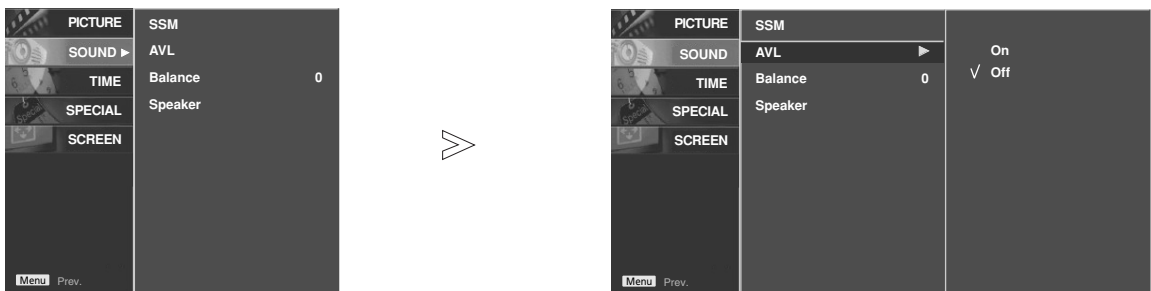 PICTURE SSM
SOUND ▶ AVL
TIME Balance 0
SPECIAL Speaker
SCREEN
Menu Prev.
PICTURE SSM
SOUND AVL ▶ On
√ Off
TIME Balance 0
SPECIAL Speaker
SCREEN
Menu Prev.